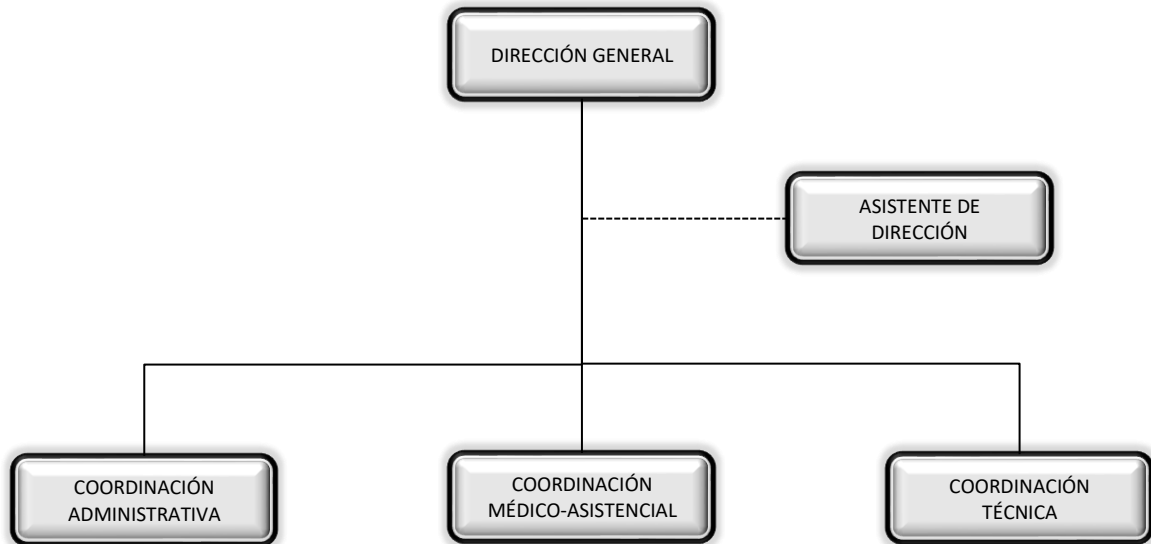 DIRECCIÓN GENERAL
ASISTENTE DE
DIRECCIÓN
COORDINACIÓN
ADMINISTRATIVA
COORDINACIÓN
MÉDICO-ASISTENCIAL
COORDINACIÓN
TÉCNICA